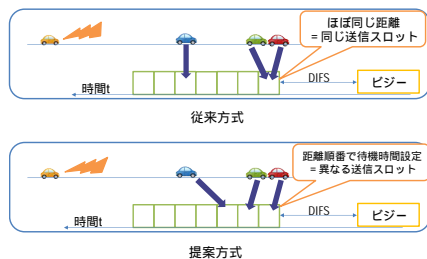 ほぼ同じ距離
= 同じ送信スロット
DIFS
ビジー
時間t
従来方式
距離順番で待機時間設定
= 異なる送信スロット
DIFS
ビジー
時間t
提案方式